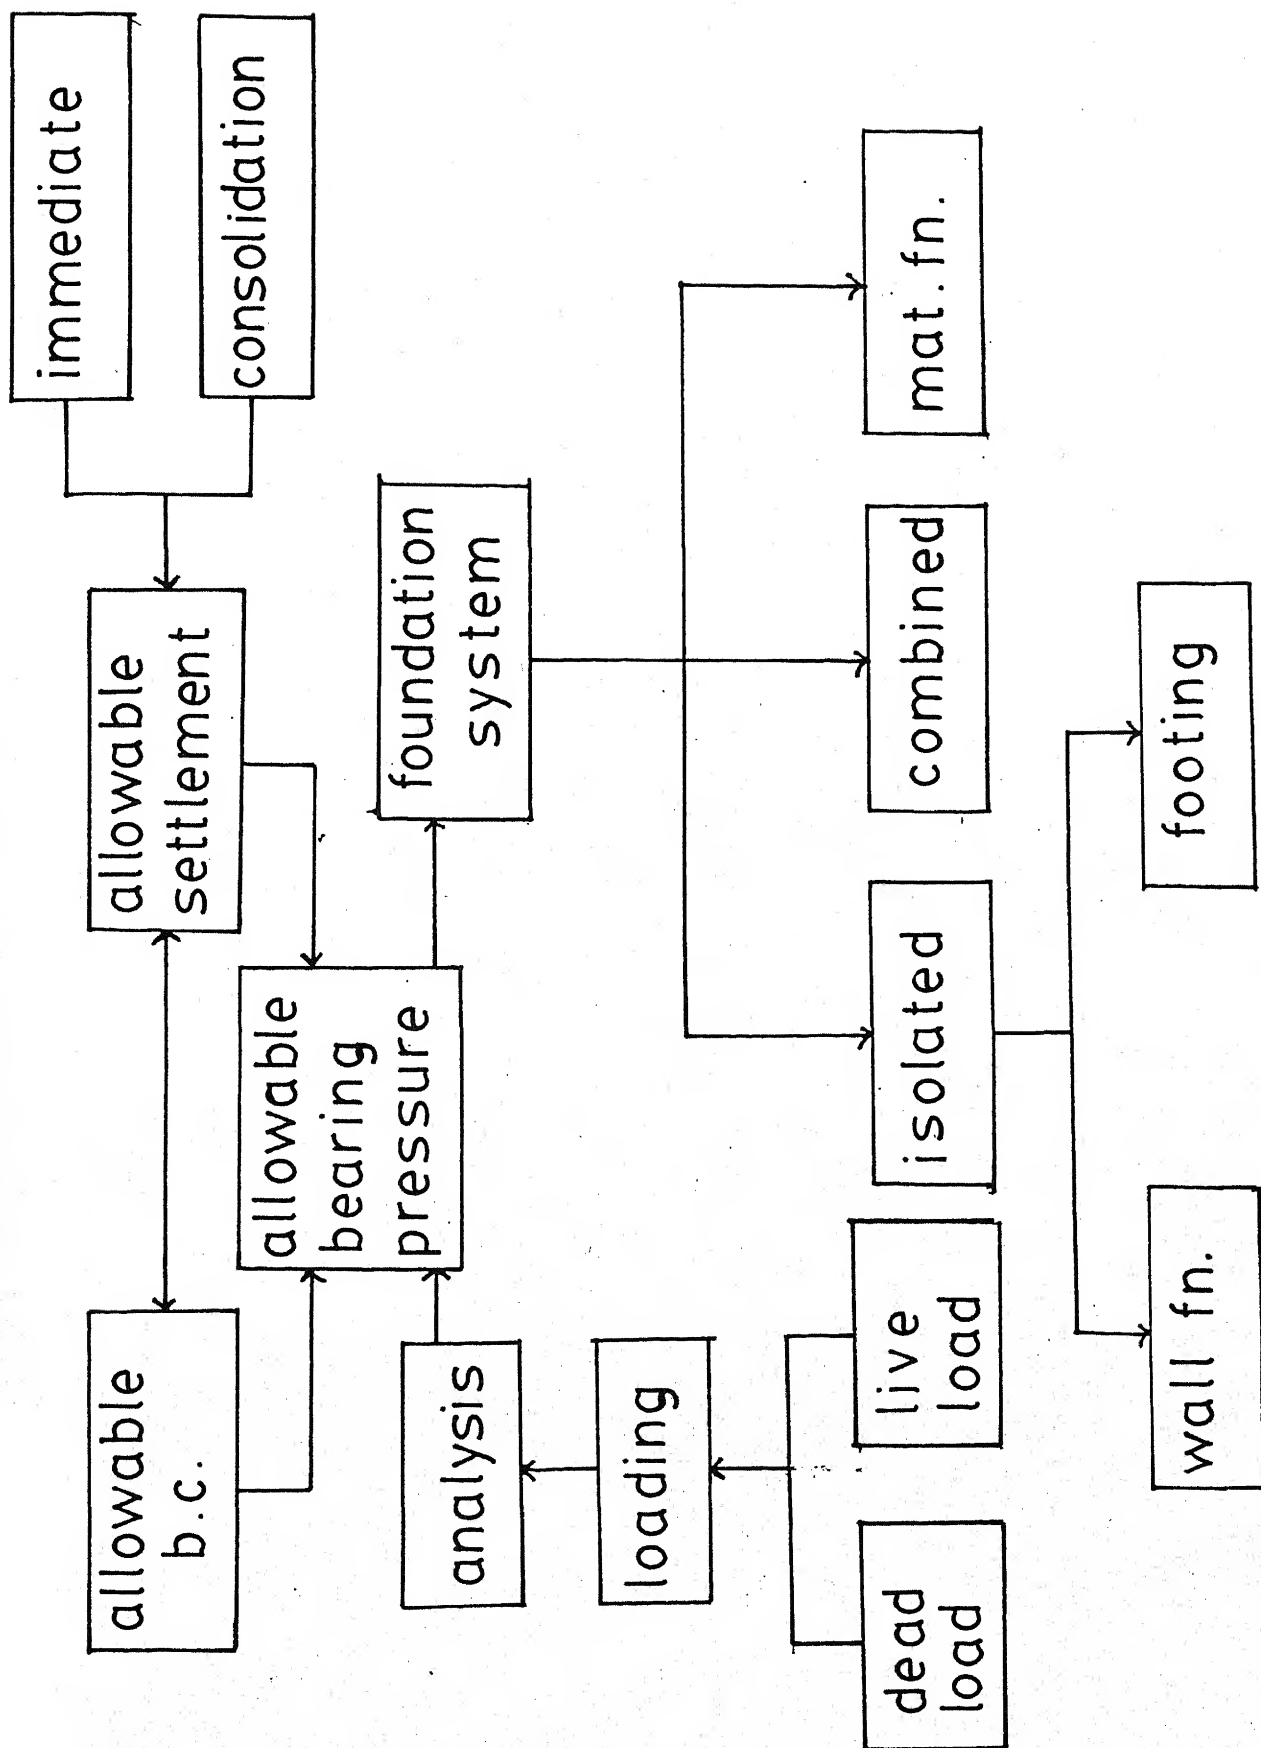 immediate
consolidation
allowable
settlement
allowable
b.c.
allowable
bearing
pressure
foundation
system
analysis
loading
live
load
dead
load
isolated
combined
mat.fn.
wall fn.
footing